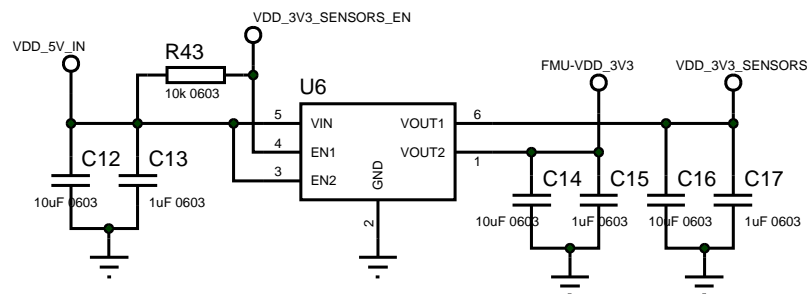 VDD_3V3_SENSORS_EN
VDD_5V_IN
R43
10k 0603
FMU-VDD_3V3
VDD_3V3_SENSORS
U6
5
VIN
VOUT1
6
4
EN1
VOUT2
1
3
EN2
GND
2
C12
10uF 0603
C13
1uF 0603
C14
10uF 0603
C15
1uF 0603
C16
10uF 0603
C17
1uF 0603